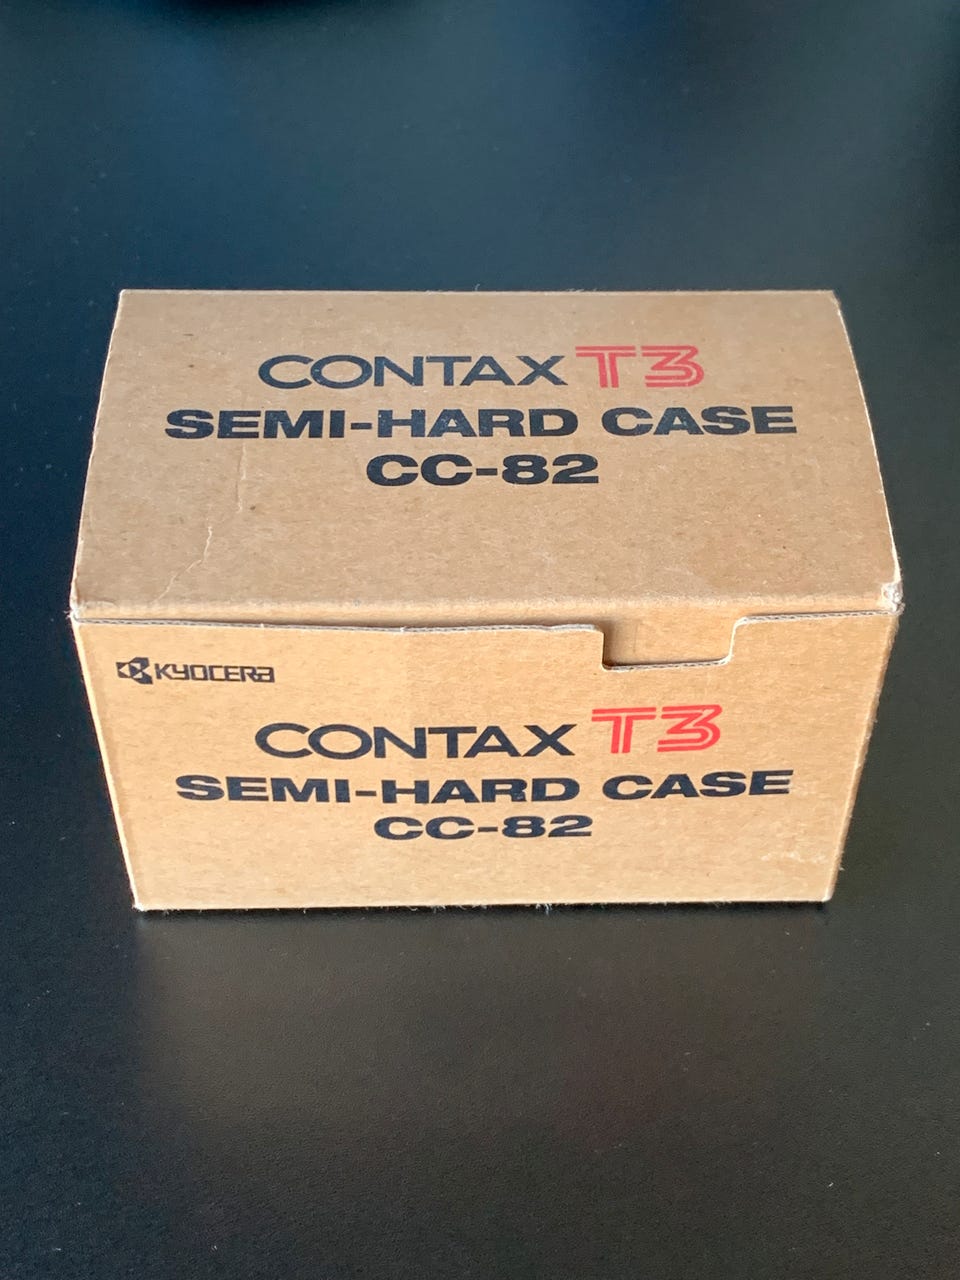 CONTAX T3
SEMI-HARD CASE
CC-82
KYOCERA
CONTAX T3
SEMI-HARD CASE
CC-82